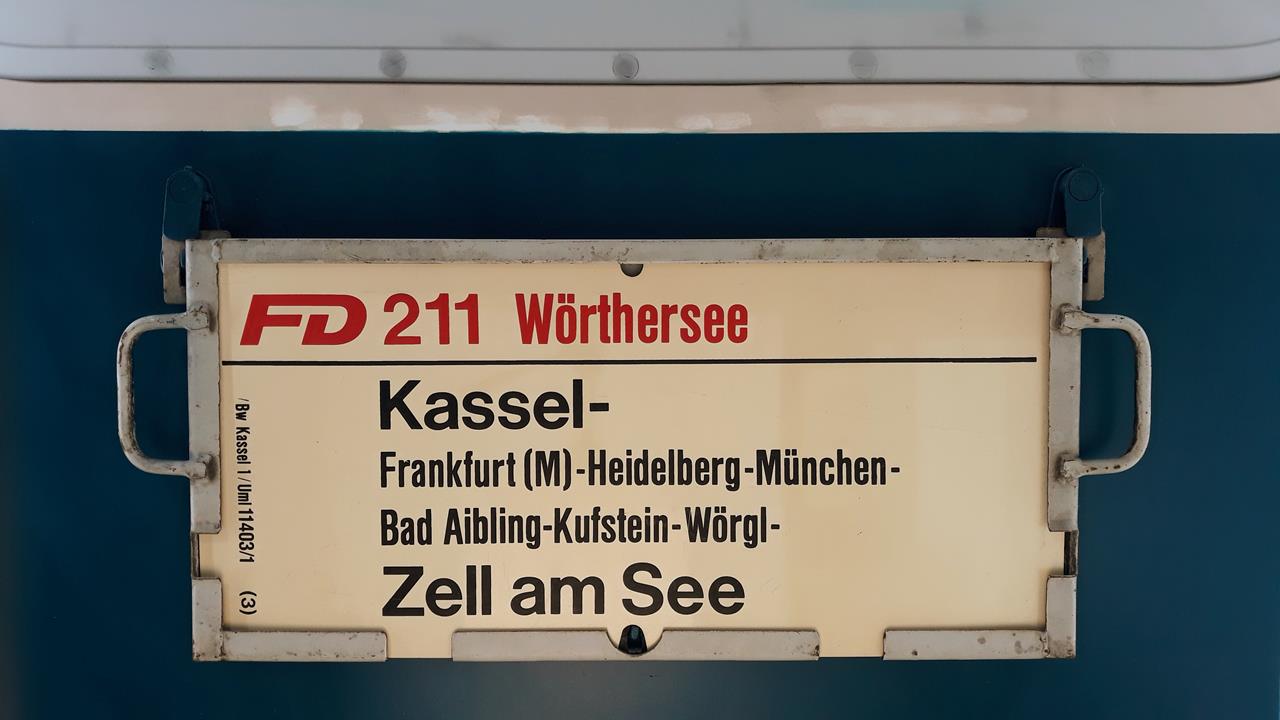 FD 211 Wörthersee
Kassel-
Frankfurt (M)-Heidelberg-München-
Bad Aibling-Kufstein-Wörgl-
Zell am See
/Bw Kassel 1/Uml 11403/1 (3)